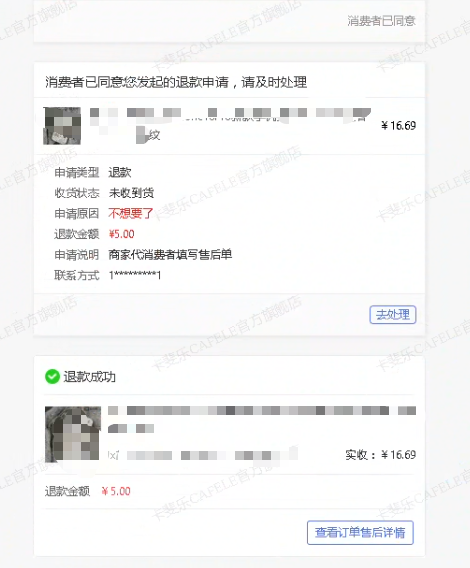 消费者已同意
消费者已同意您发起的退款申请，请及时处理
￥16.69
纹
申请类型 退款
收货状态 未收到货
申请原因 不想要了
退款金额 ¥5.00
申请说明 商家代消费者填写售后单
联系方式 1*********1
去处理
退款成功
实收：￥16.69
退款金额 ￥5.00
查看订单售后详情
卡斐乐CAFELE官方旗舰店